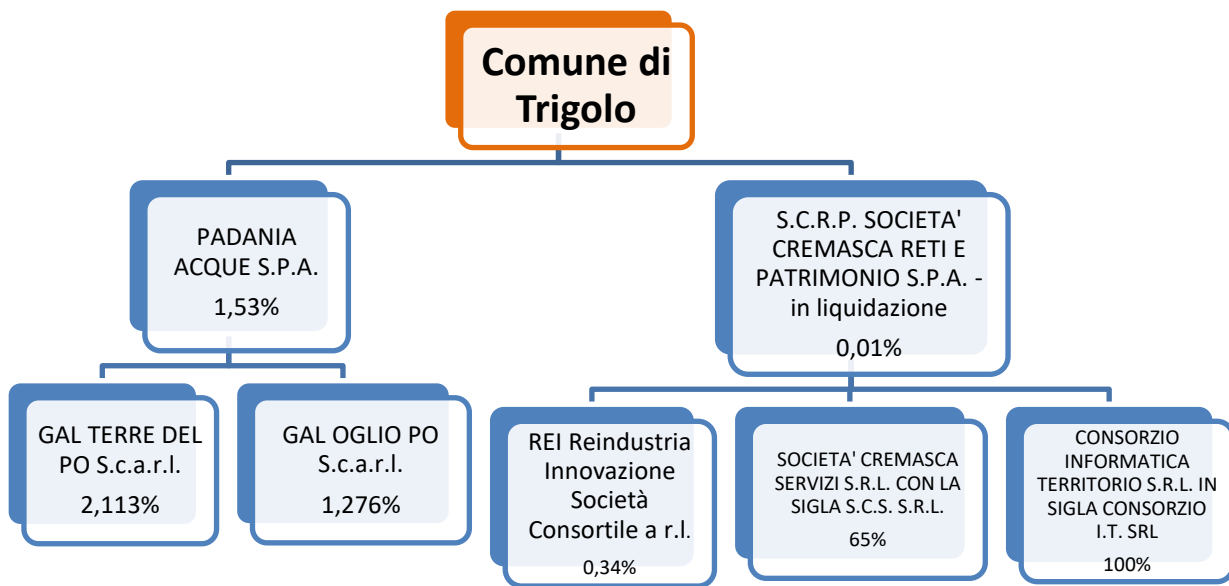 Comune di
Trigolo
PADANIA
ACQUE S.P.A.
1,53%
S.C.R.P. SOCIETA'
CREMASCA RETI E
PATRIMONIO S.P.A. -
in liquidazione
0,01%
GAL TERRE DEL
PO S.c.a.r.l.
2,113%
GAL OGLIO PO
S.c.a.r.l.
1,276%
REI Reindustria
Innovazione
Società
Consortile a r.l.
0,34%
SOCIETA' CREMASCA
SERVIZI S.R.L. CON LA
SIGLA S.C.S. S.R.L.
65%
CONSORZIO
INFORMATICA
TERRITORIO S.R.L. IN
SIGLA CONSORZIO
I.T. SRL
100%